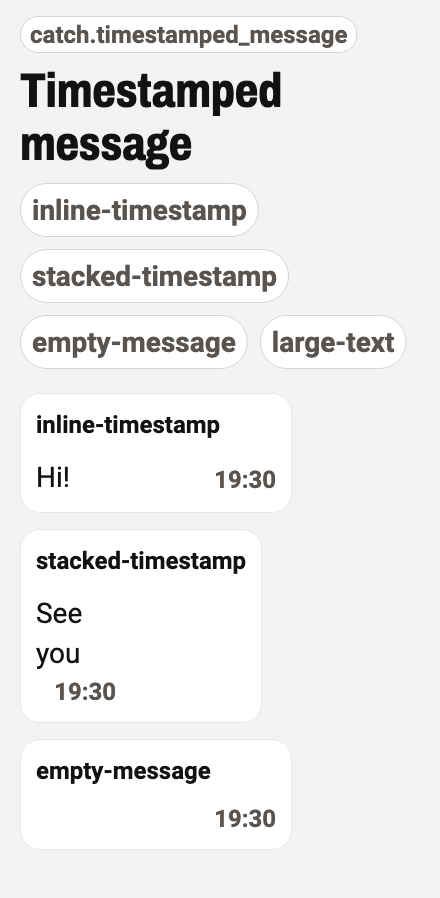 catch.timestamped_message
Timestamped
message
inline-timestamp
stacked-timestamp
empty-message large-text
inline-timestamp
Hi! 19:30
stacked-timestamp
See
you
19:30
empty-message
19:30